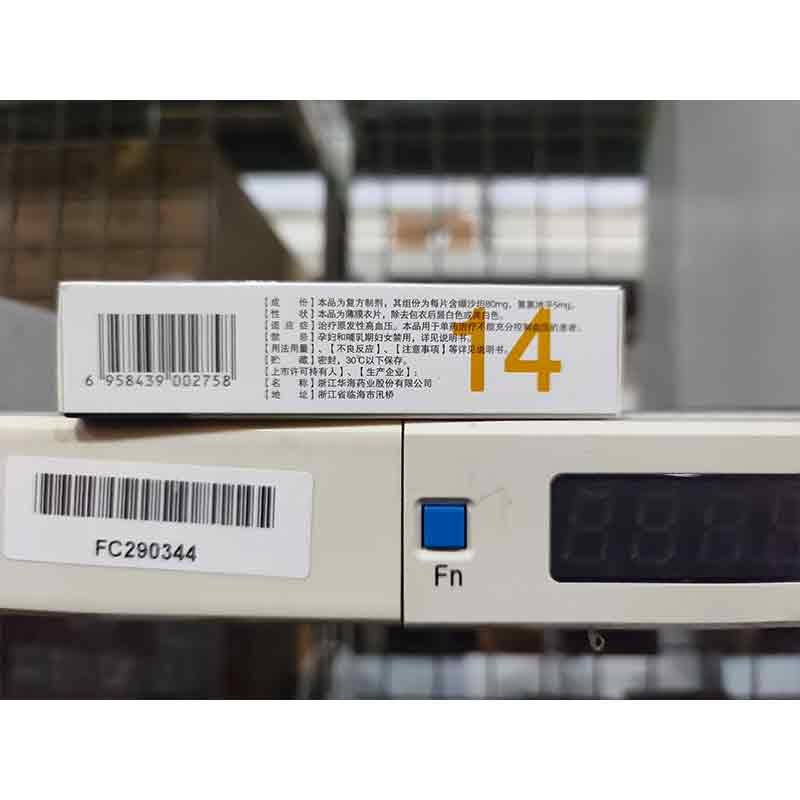 【成 份】本品为复方制剂，其组份为每片含缬沙坦80mg，氨氯地平5mg。
【性 状】本品为薄膜衣片，除去包衣后显白色或类白色。
【适 应 症】治疗原发性高血压。本品用于单药治疗不能充分控制血压的患者。
【禁 忌】孕妇和哺乳期妇女禁用，详见说明书。
【用法用量】、【不良反应】、【注意事项】等详见说明书。
【贮 藏】密封，30℃以下保存。
【上市许可持有人】、【生产企业】：
【名 称】浙江华海药业股份有限公司
【地 址】浙江省临海市汛桥
14
6 958439 002758
FC290344
Fn